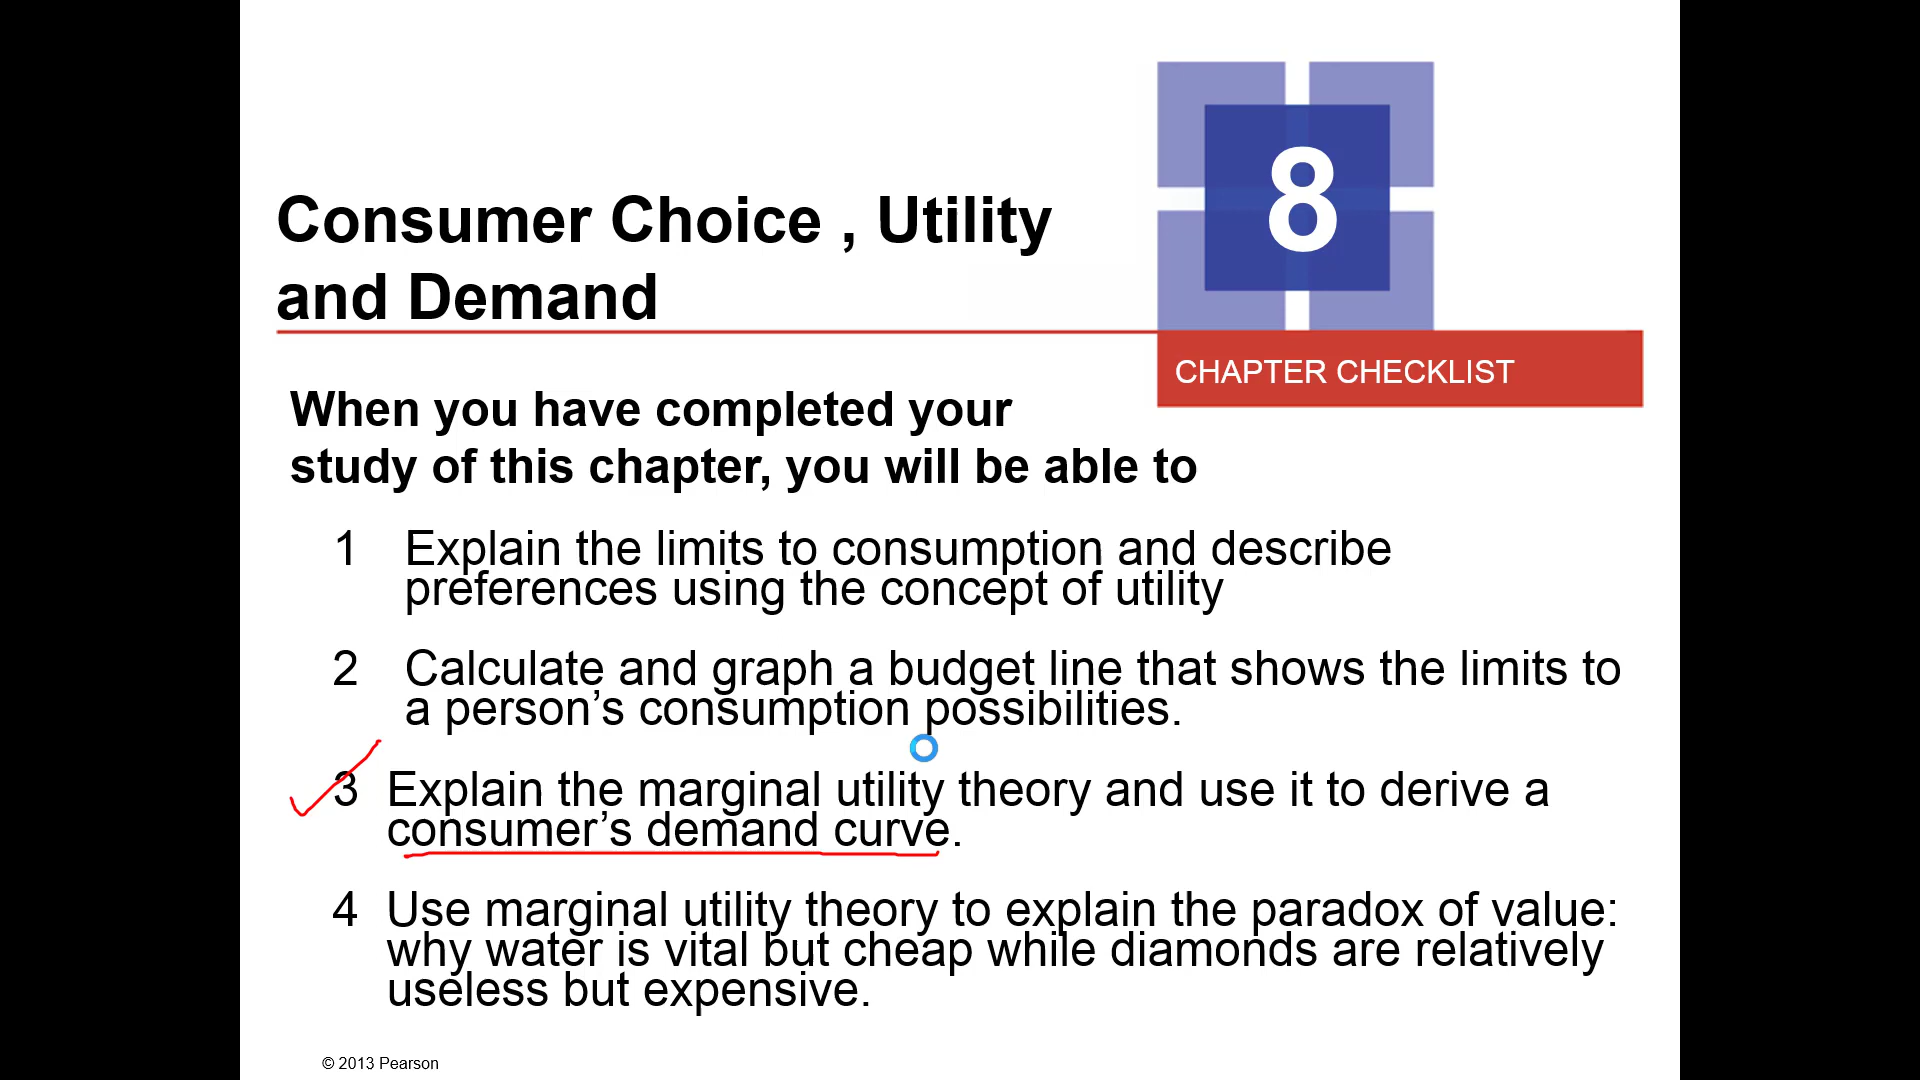 8
Consumer Choice , Utility
and Demand
CHAPTER CHECKLIST
When you have completed your
study of this chapter, you will be able to
1 Explain the limits to consumption and describe
preferences using the concept of utility
2 Calculate and graph a budget line that shows the limits to
a person’s consumption possibilities.
3 Explain the marginal utility theory and use it to derive a
consumer’s demand curve.
4 Use marginal utility theory to explain the paradox of value:
why water is vital but cheap while diamonds are relatively
useless but expensive.
© 2013 Pearson